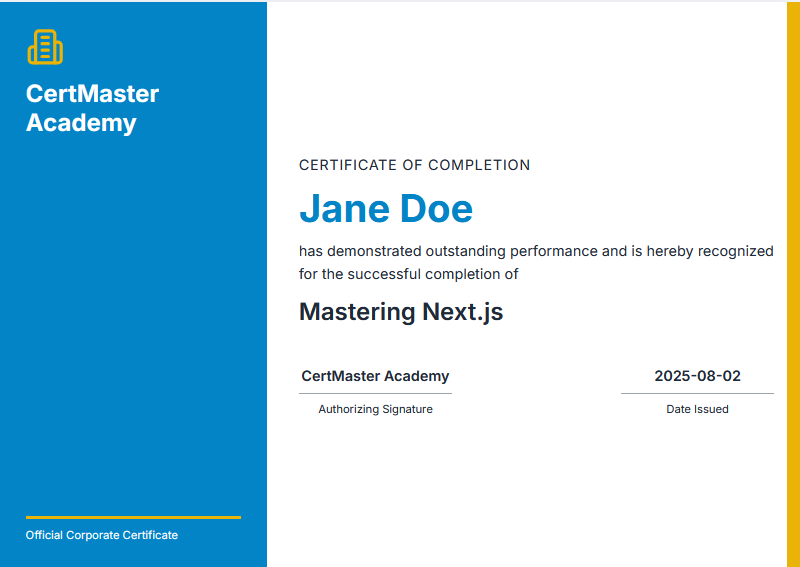 CertMaster
Academy
CERTIFICATE OF COMPLETION
Jane Doe
has demonstrated outstanding performance and is hereby recognized
for the successful completion of
Mastering Next.js
CertMaster Academy
Authorizing Signature
2025-08-02
Date Issued
Official Corporate Certificate